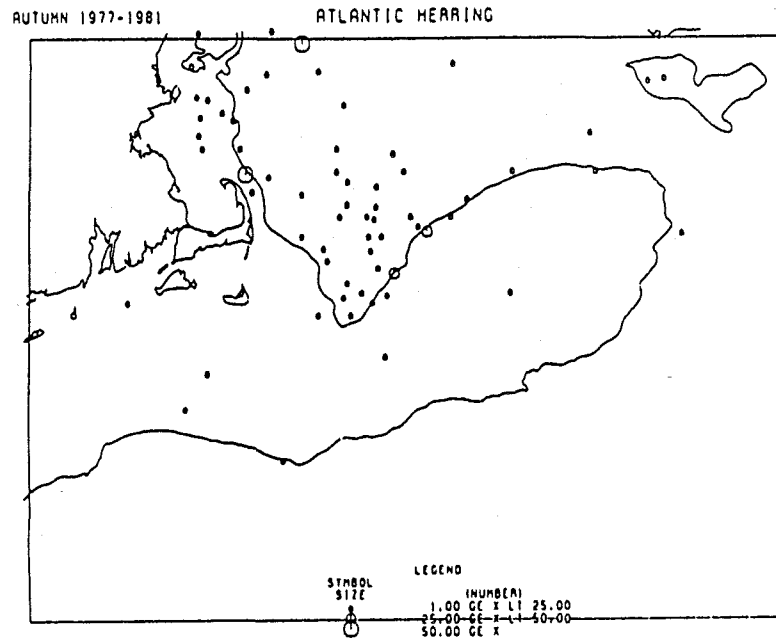 AUTUMN 1977-1981
ATLANTIC HERRING
LEGEND
SYMBOL
SIZE
(NUMBER)
1.00 GE X LT 25.00
25.00 GE X LT 50.00
50.00 GE X